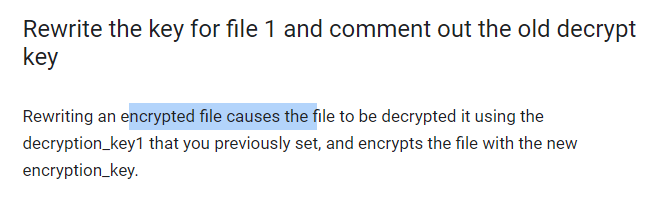 Rewrite the key for file 1 and comment out the old decrypt
key
Rewriting an encrypted file causes the file to be decrypted it using the
decryption_key1 that you previously set, and encrypts the file with the new
encryption_key.